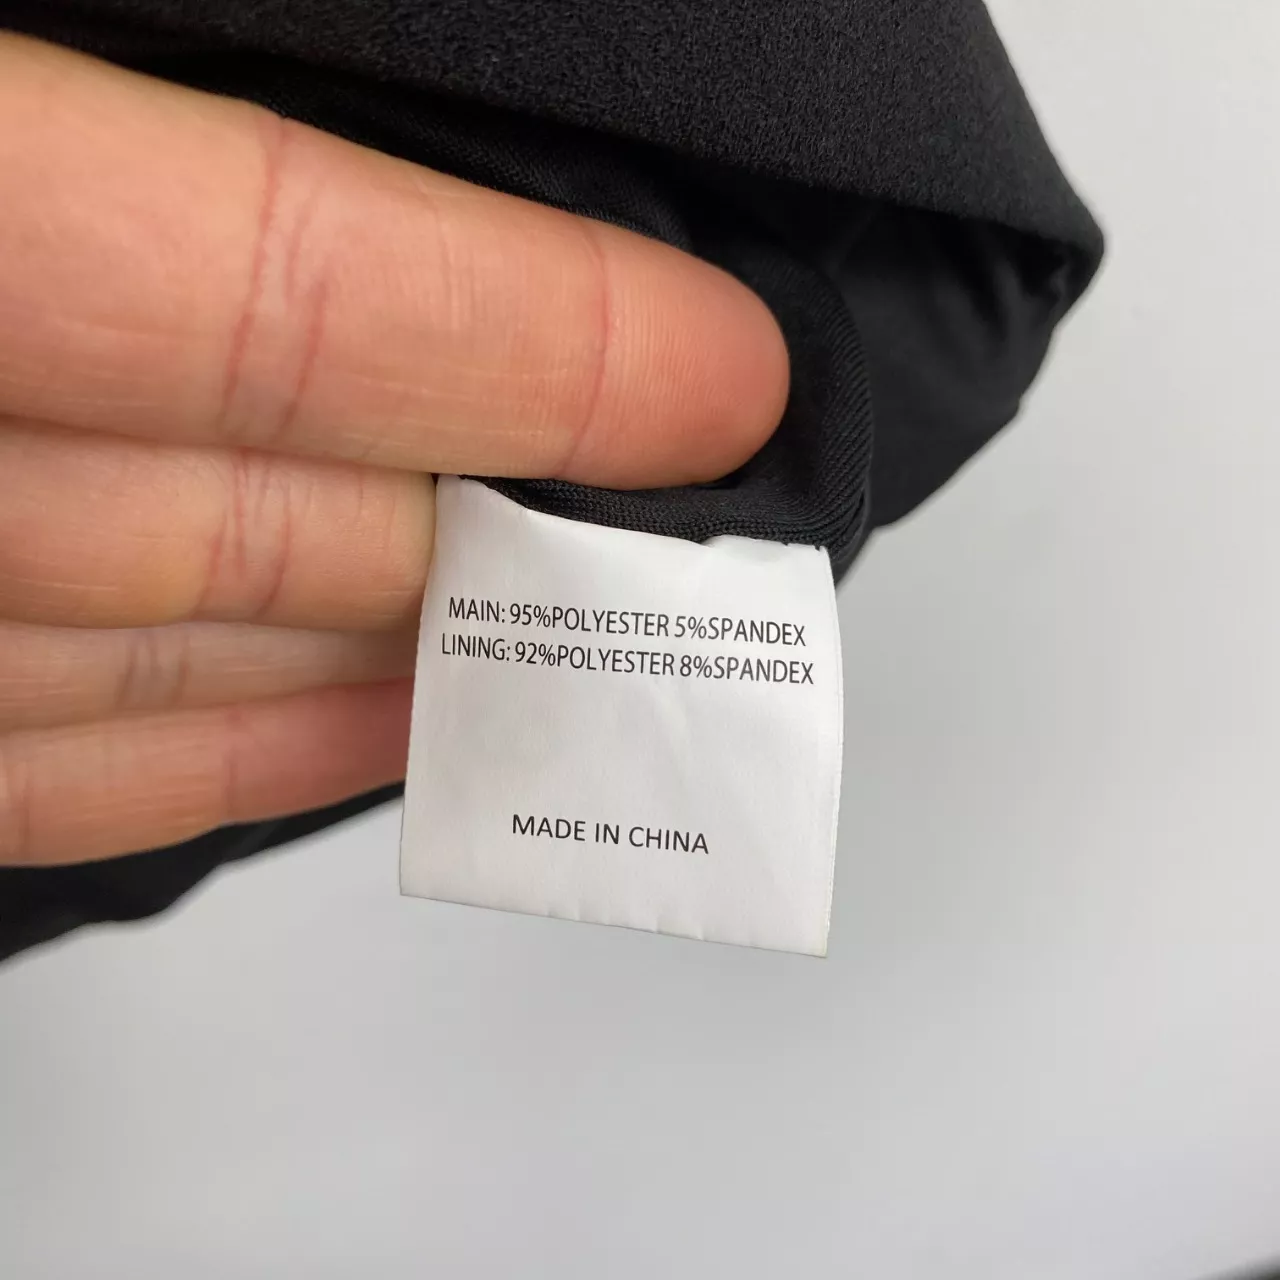 MAIN: 95%POLYESTER 5%SPANDEX
LINING: 92%POLYESTER 8%SPANDEX
MADE IN CHINA